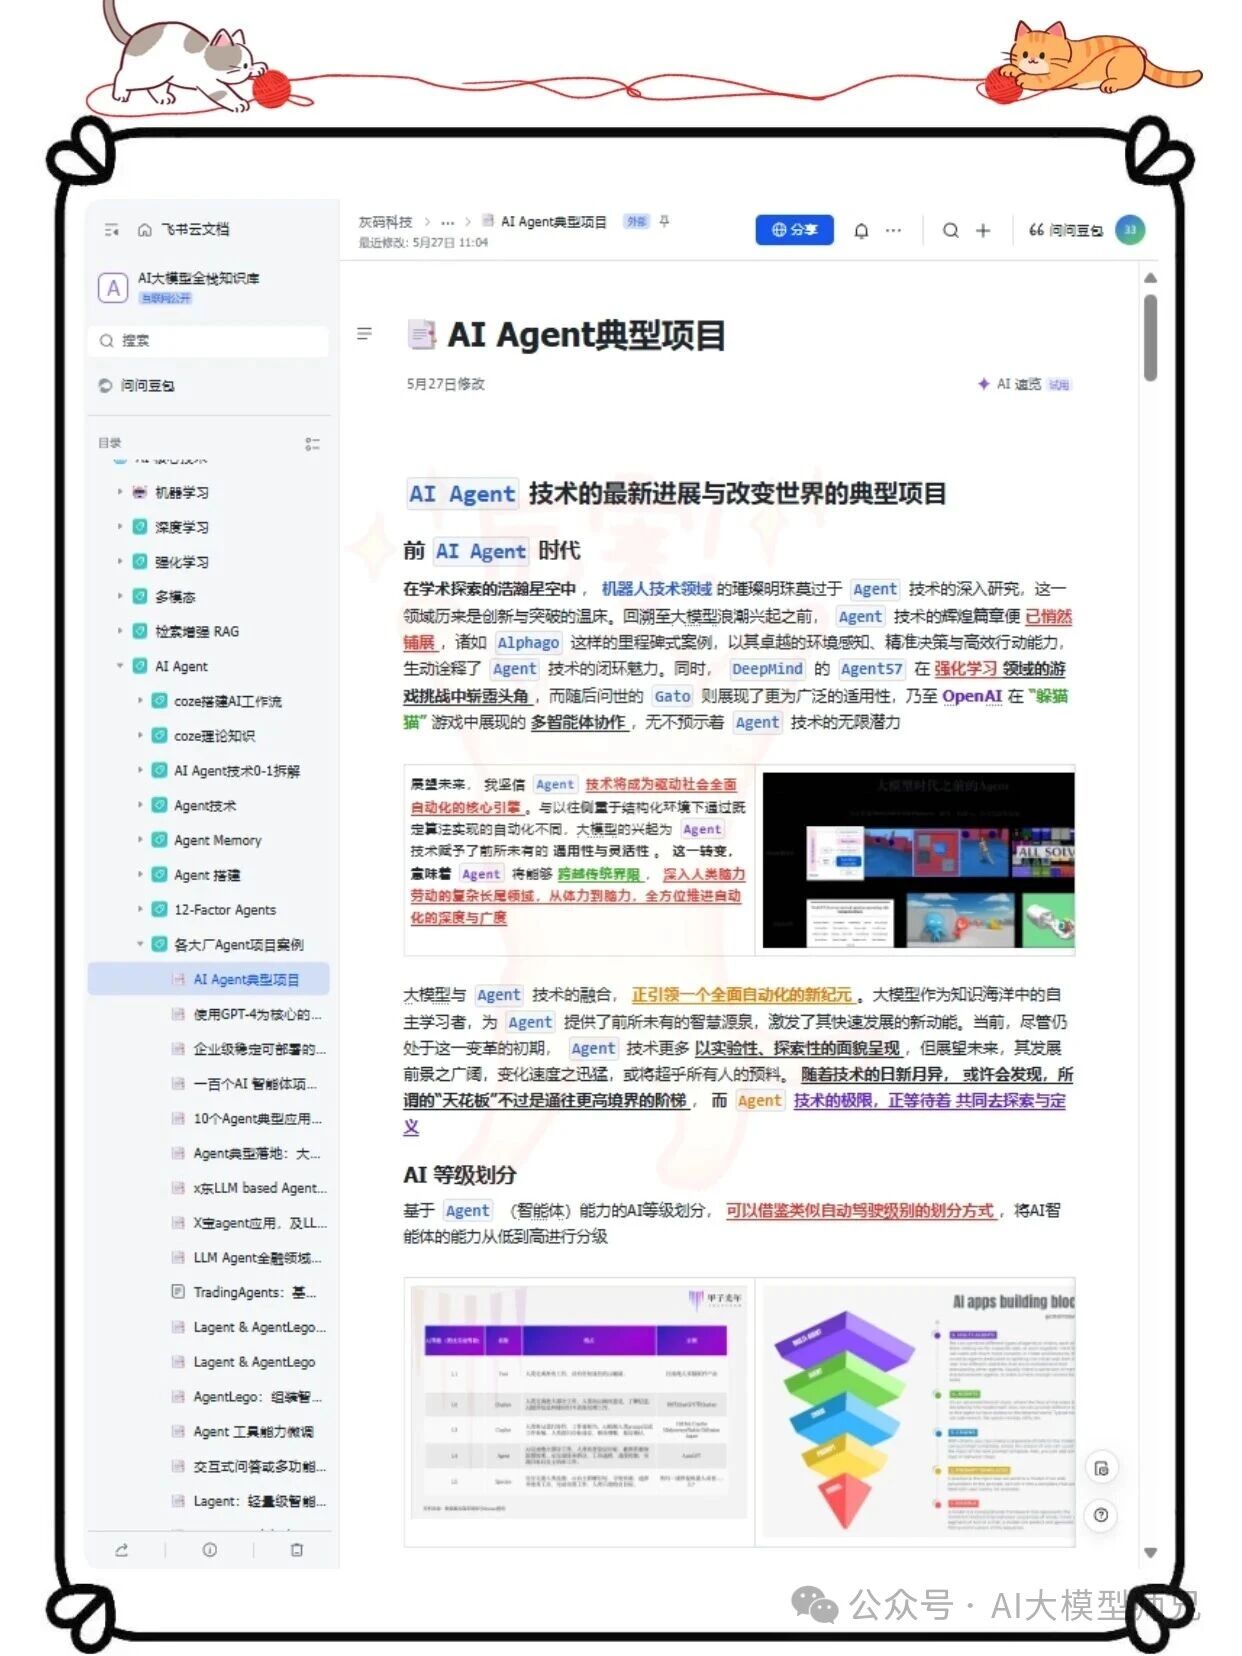 飞书云文档
AI大模型全栈知识库
互联网公开
搜索
问问豆包
目录
机器学习
深度学习
强化学习
多模态
检索增强 RAG
AI Agent
coze搭建AI工作流
coze理论知识
AI Agent技术0-1拆解
Agent技术
Agent Memory
Agent 搭建
12-Factor Agents
各大厂Agent项目案例
AI Agent典型项目
使用GPT-4为核心的...
企业级稳定可部署的...
一百个AI 智能体项...
10个Agent典型应用...
Agent典型落地：大...
x东LLM based Agent...
X宝agent应用，及LL...
LLM Agent金融领域...
TradingAgents：基...
Lagent & AgentLego...
Lagent & AgentLego
AgentLego：组装智...
Agent 工具能力微调
交互式问答或多功能...
Lagent：轻量级智能...
灰码科技 > ... > AI Agent典型项目 外部
最近修改: 5月27日 11:04
分享
问问豆包
33
AI Agent典型项目
5月27日修改
AI 速览 试用
AI Agent 技术的最新进展与改变世界的典型项目
前 AI Agent 时代
在学术探索的浩瀚星空中， 机器人技术领域 的璀璨明珠莫过于 Agent 技术的深入研究，这一
领域历来是创新与突破的温床。回溯至大模型浪潮兴起之前， Agent 技术的辉煌篇章便 已悄然
铺展 ，诸如 Alphago 这样的里程碑式案例，以其卓越的环境感知、精准决策与高效行动能力，
生动诠释了 Agent 技术的闭环魅力。同时， DeepMind 的 Agent57 在 强化学习 领域的游
戏挑战中崭露头角 ，而随后问世的 Gato 则展现了更为广泛的适用性，乃至 OpenAI 在 “躲猫
猫” 游戏中展现的 多智能体协作 ，无不预示着 Agent 技术的无限潜力
展望未来， 我坚信 Agent 技术将成为驱动社会全面
自动化的核心引擎 。与以往侧重于结构化环境下通过既
定算法实现的自动化不同，大模型的兴起为 Agent
技术赋予了前所未有的 通用性与灵活性 。 这一转变，
意味着 Agent 将能够 跨越传统界限 ， 深入人类脑力
劳动的复杂长尾领域，从体力到脑力，全方位推进自动
化的深度与广度
大模型时代之前的Agent
ALL SOLV
大模型与 Agent 技术的融合， 正引领一个全面自动化的新纪元 。大模型作为知识海洋中的自
主学习者，为 Agent 提供了前所未有的智慧源泉，激发了其快速发展的新动能。当前，尽管仍
处于这一变革的初期， Agent 技术更多 以实验性、探索性的面貌呈现 ，但展望未来，其发展
前景之广阔，变化速度之迅猛，或将超乎所有人的预料。 随着技术的日新月异， 或许会发现，所
谓的“天花板”不过是通往更高境界的阶梯 ， 而 Agent 技术的极限，正等待着 共同去探索与定
义
AI 等级划分
基于 Agent （智能体）能力的AI等级划分， 可以借鉴类似自动驾驶级别的划分方式 ，将AI智
能体的能力从低到高进行分级
甲子光年
AI apps building bloc
公众号 · AI大模型师兄